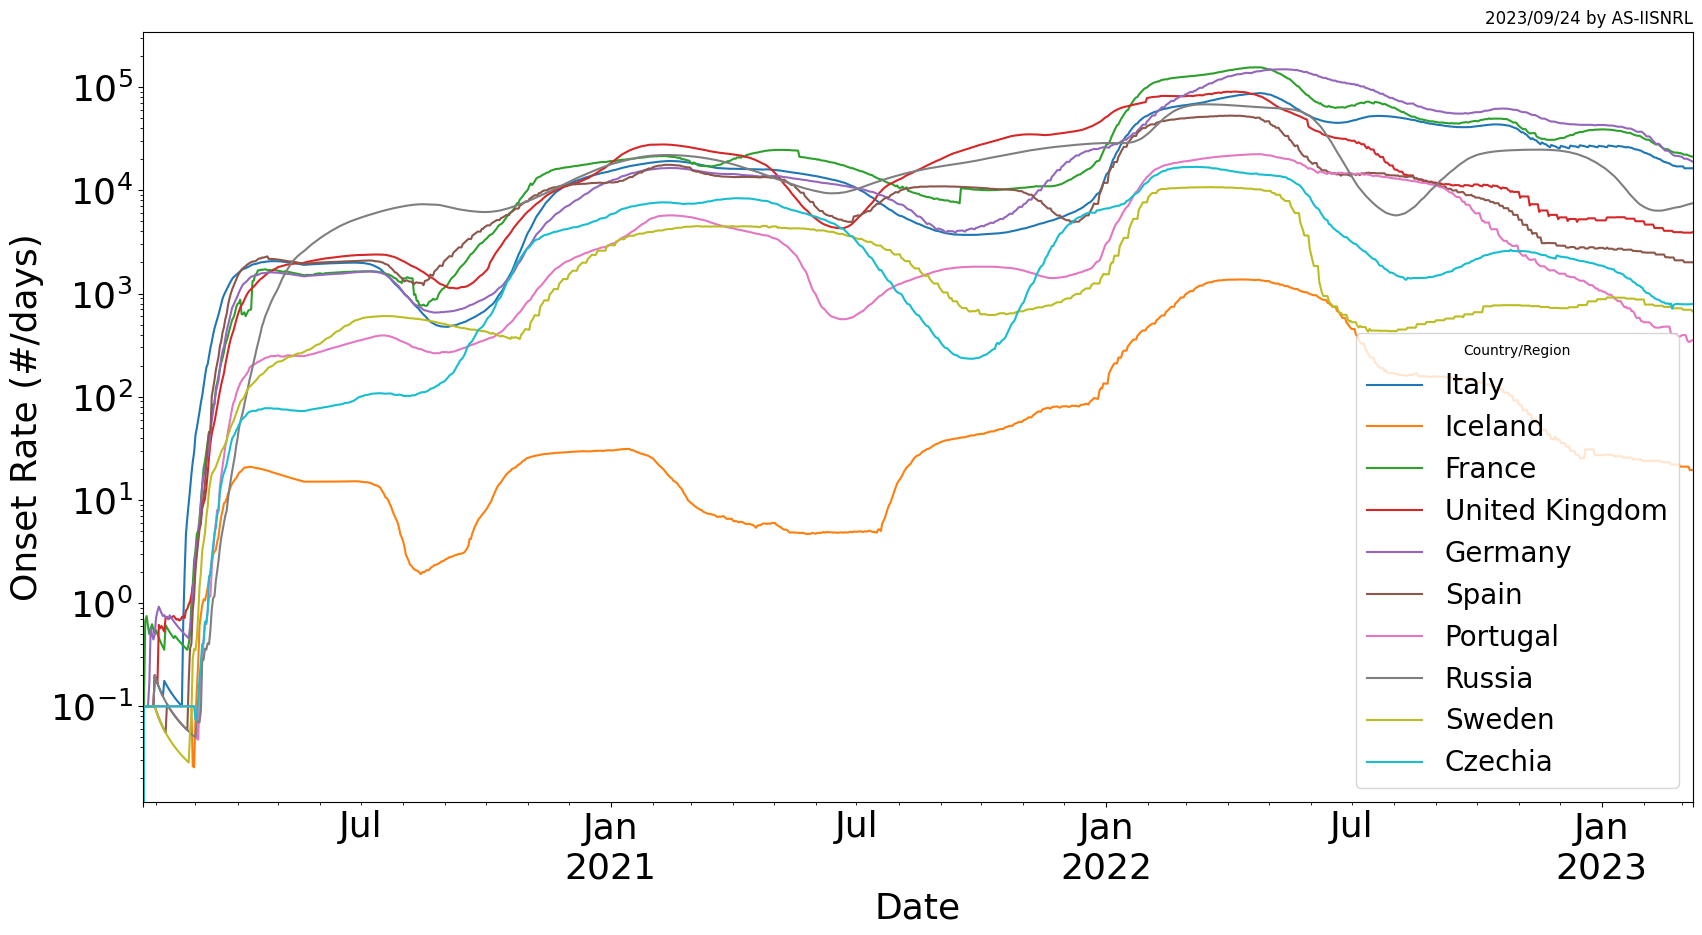 2023/09/24 by AS-IISNRL
Onset Rate (#/days)
10^5
10^4
10^3
10^2
10^1
10^0
10^−1
Country/Region
Italy
Iceland
France
United Kingdom
Germany
Spain
Portugal
Russia
Sweden
Czechia
Jul Jan Jul Jan Jul Jan
2021 2022 2023
Date